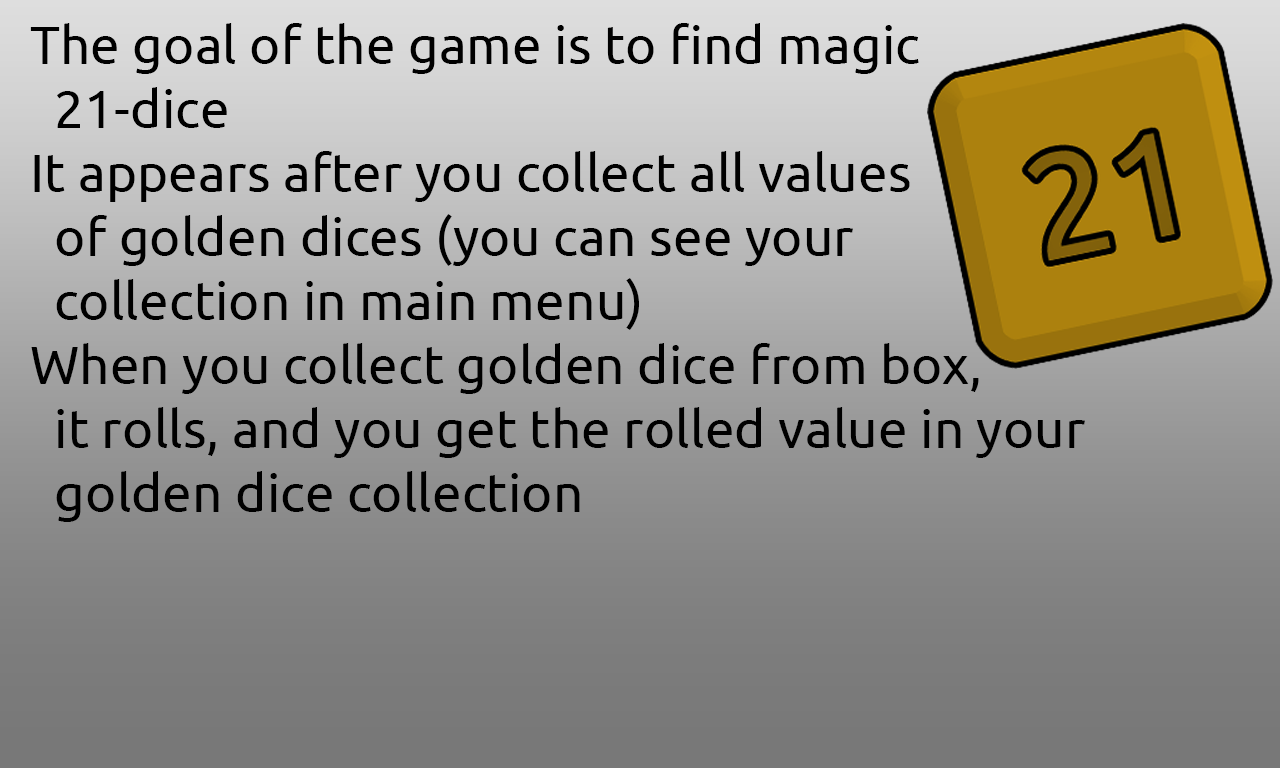 The goal of the game is to find magic
21-dice
It appears after you collect all values
of golden dices (you can see your
collection in main menu)
When you collect golden dice from box,
it rolls, and you get the rolled value in your
golden dice collection
21